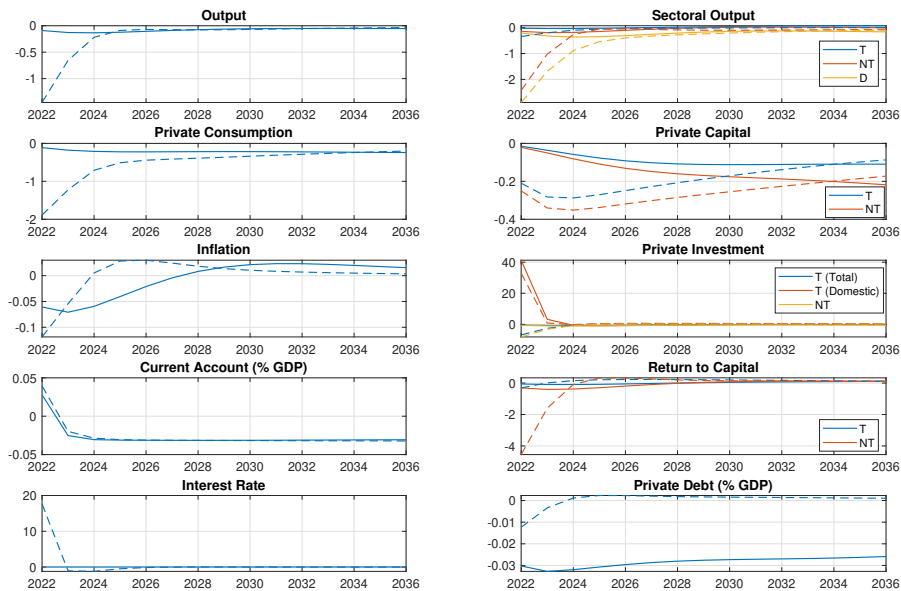 Output
0
-0.5
-1
2022 2024 2026 2028 2030 2032 2034 2036
Sectoral Output
0
-1
-2
T
NT
D
2022 2024 2026 2028 2030 2032 2034 2036
Private Consumption
0
-1
-2
2022 2024 2026 2028 2030 2032 2034 2036
Private Capital
0
-0.2
-0.4
T
NT
2022 2024 2026 2028 2030 2032 2034 2036
Inflation
0
-0.05
-0.1
2022 2024 2026 2028 2030 2032 2034 2036
Private Investment
40
20
0
T (Total)
T (Domestic)
NT
2022 2024 2026 2028 2030 2032 2034 2036
Current Account (% GDP)
0.05
0
-0.05
2022 2024 2026 2028 2030 2032 2034 2036
Return to Capital
0
-2
-4
T
NT
2022 2024 2026 2028 2030 2032 2034 2036
Interest Rate
20
10
0
2022 2024 2026 2028 2030 2032 2034 2036
Private Debt (% GDP)
0
-0.01
-0.02
-0.03
2022 2024 2026 2028 2030 2032 2034 2036